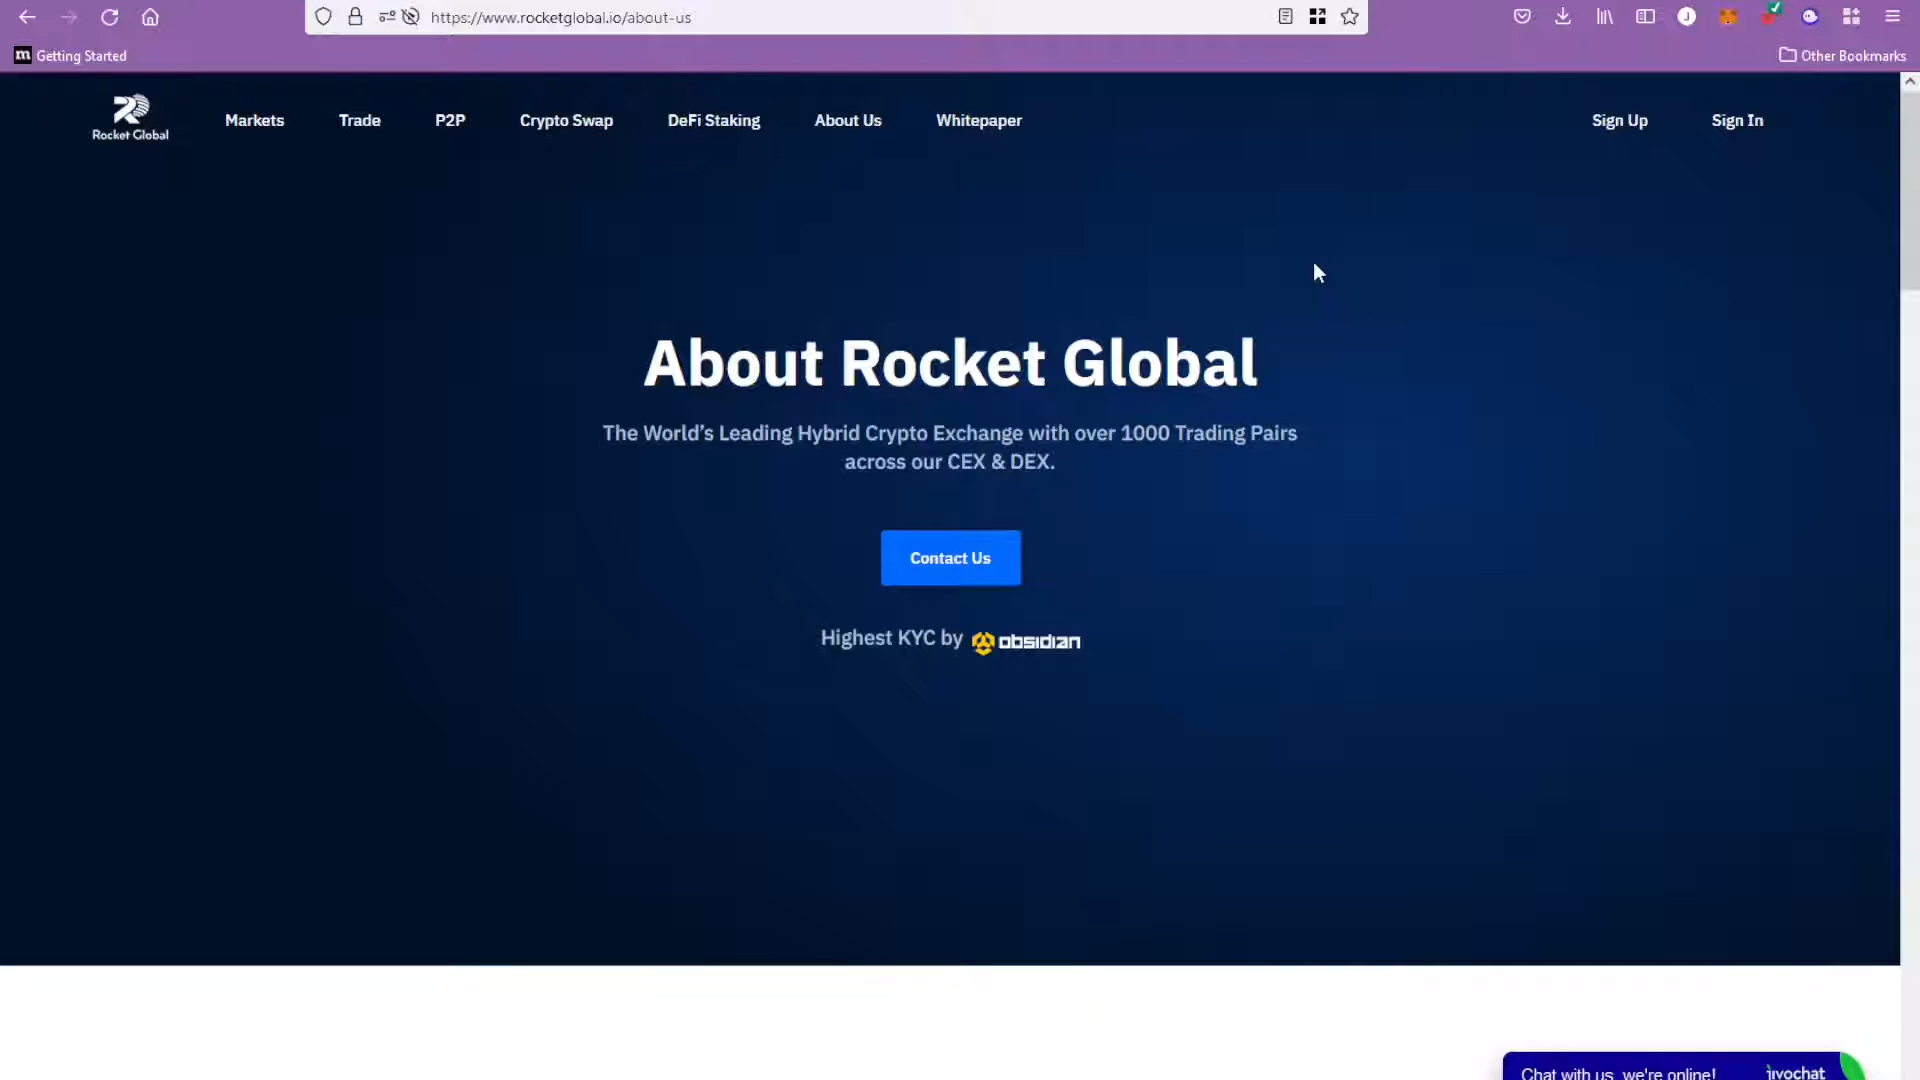 https://www.rocketglobal.io/about-us
J
m Getting Started
Other Bookmarks
Rocket Global
Markets
Trade
P2P
Crypto Swap
DeFi Staking
About Us
Whitepaper
Sign Up
Sign In
About Rocket Global
The World's Leading Hybrid Crypto Exchange with over 1000 Trading Pairs
across our CEX & DEX.
Contact Us
Highest KYC by obsidian
Chat with us, we're online!
jivochat